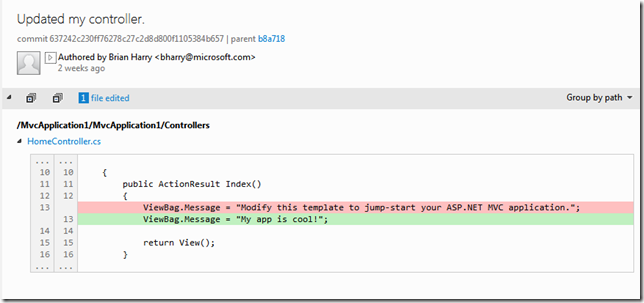 Updated my controller.
commit 637242c230ff76278c27c2d8d800f1105384b657 | parent b8a718
Authored by Brian Harry <bharry@microsoft.com>
2 weeks ago
1 file edited Group by path
/MvcApplication1/MvcApplication1/Controllers
HomeController.cs
... ...
10 10 {
11 11 public ActionResult Index()
12 12 {
13 ViewBag.Message = "Modify this template to jump-start your ASP.NET MVC application.";
13 ViewBag.Message = "My app is cool!";
14 14
15 15 return View();
16 16 }
... ...